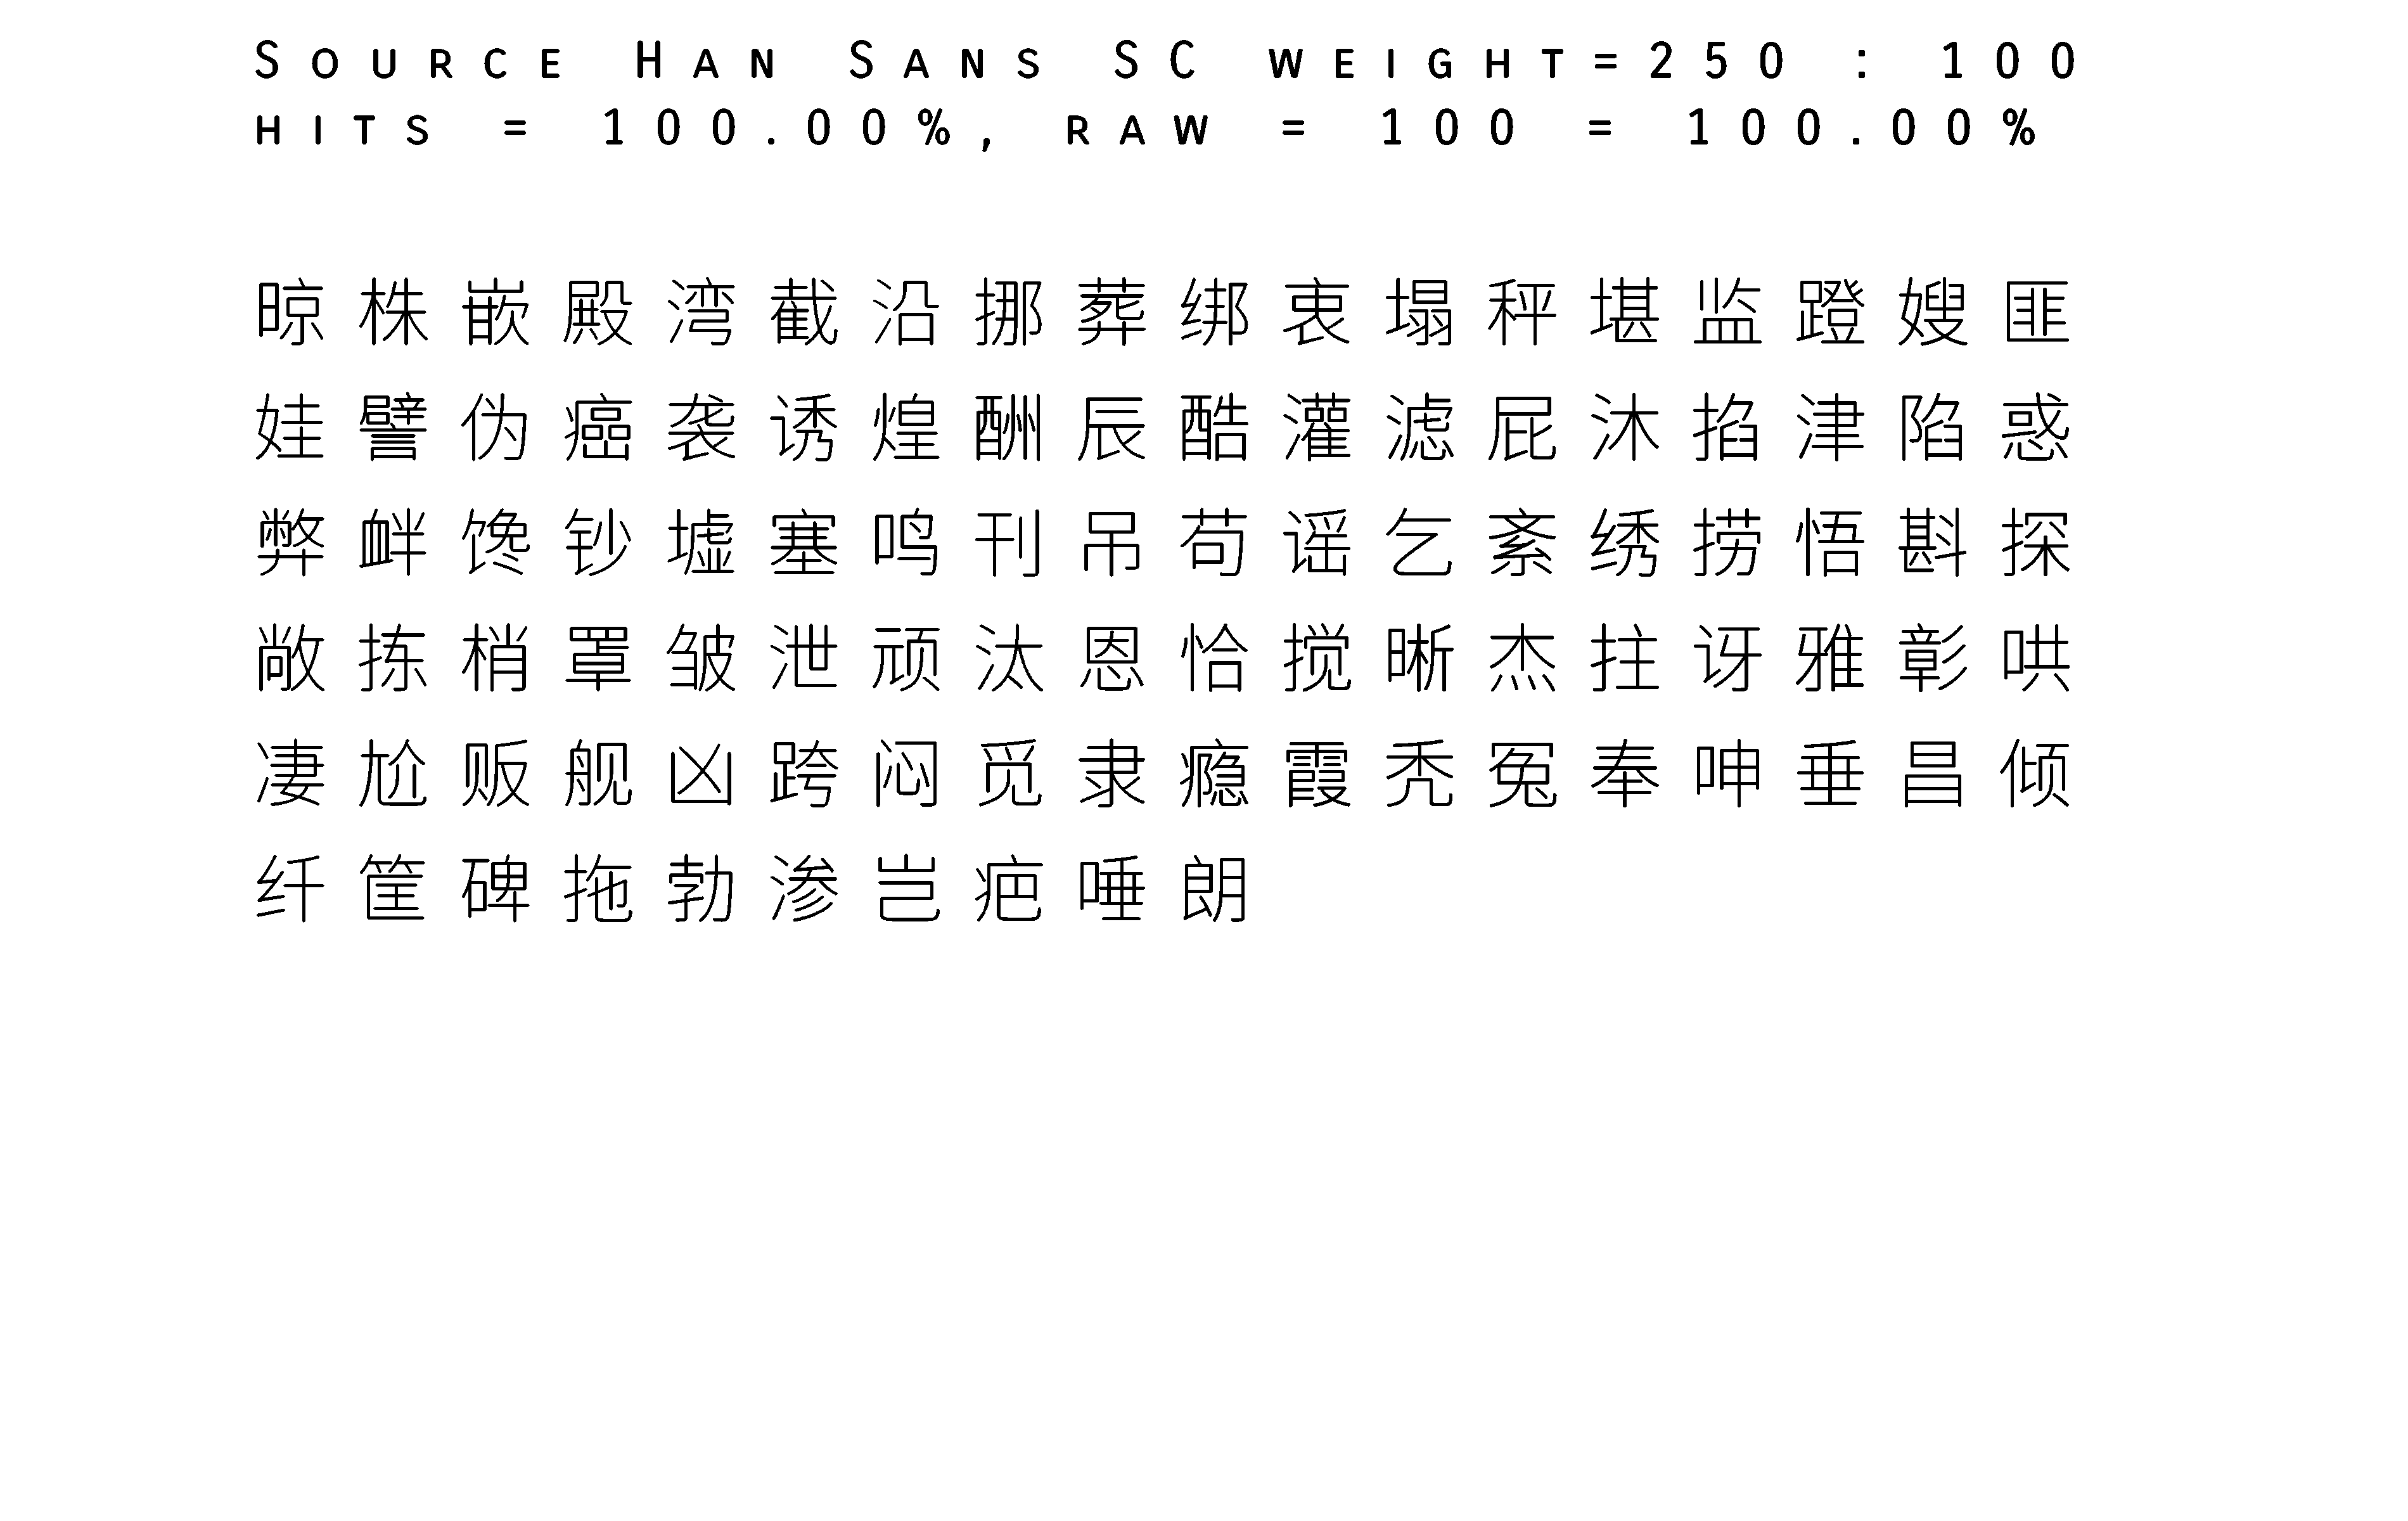 Source Han Sans SC weight=250 : 100
hits = 100.00%, raw = 100 = 100.00%
晾株嵌殿湾截沿挪葬绑衷塌秤堪监蹬嫂匪
娃譬伪癌袭诱煌酬辰酷灌滤屁沐掐津陷惑
弊衅馋钞墟塞鸣刊吊苟谣乞紊绣捞悟斟探
敞拣梢罩皱泄顽汰恩恰搅晰杰拄讶雅彰哄
凄尬贩舰凶跨闷觅隶瘾霞秃冤奉呻垂昌倾
纤筐碑拖勃渗岂疤唾朗